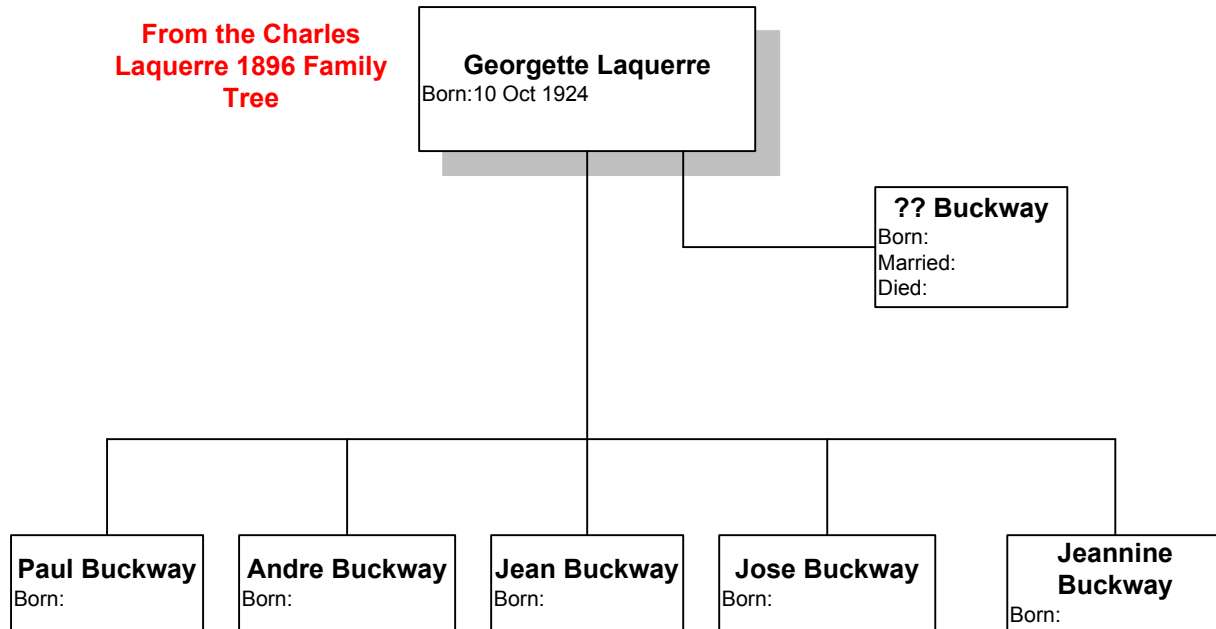 From the Charles
Laquerre 1896 Family
Tree
Georgette Laquerre
Born:10 Oct 1924
?? Buckway
Born:
Married:
Died:
Paul Buckway
Born:
Andre Buckway
Born:
Jean Buckway
Born:
Jose Buckway
Born:
Jeannine
Buckway
Born: